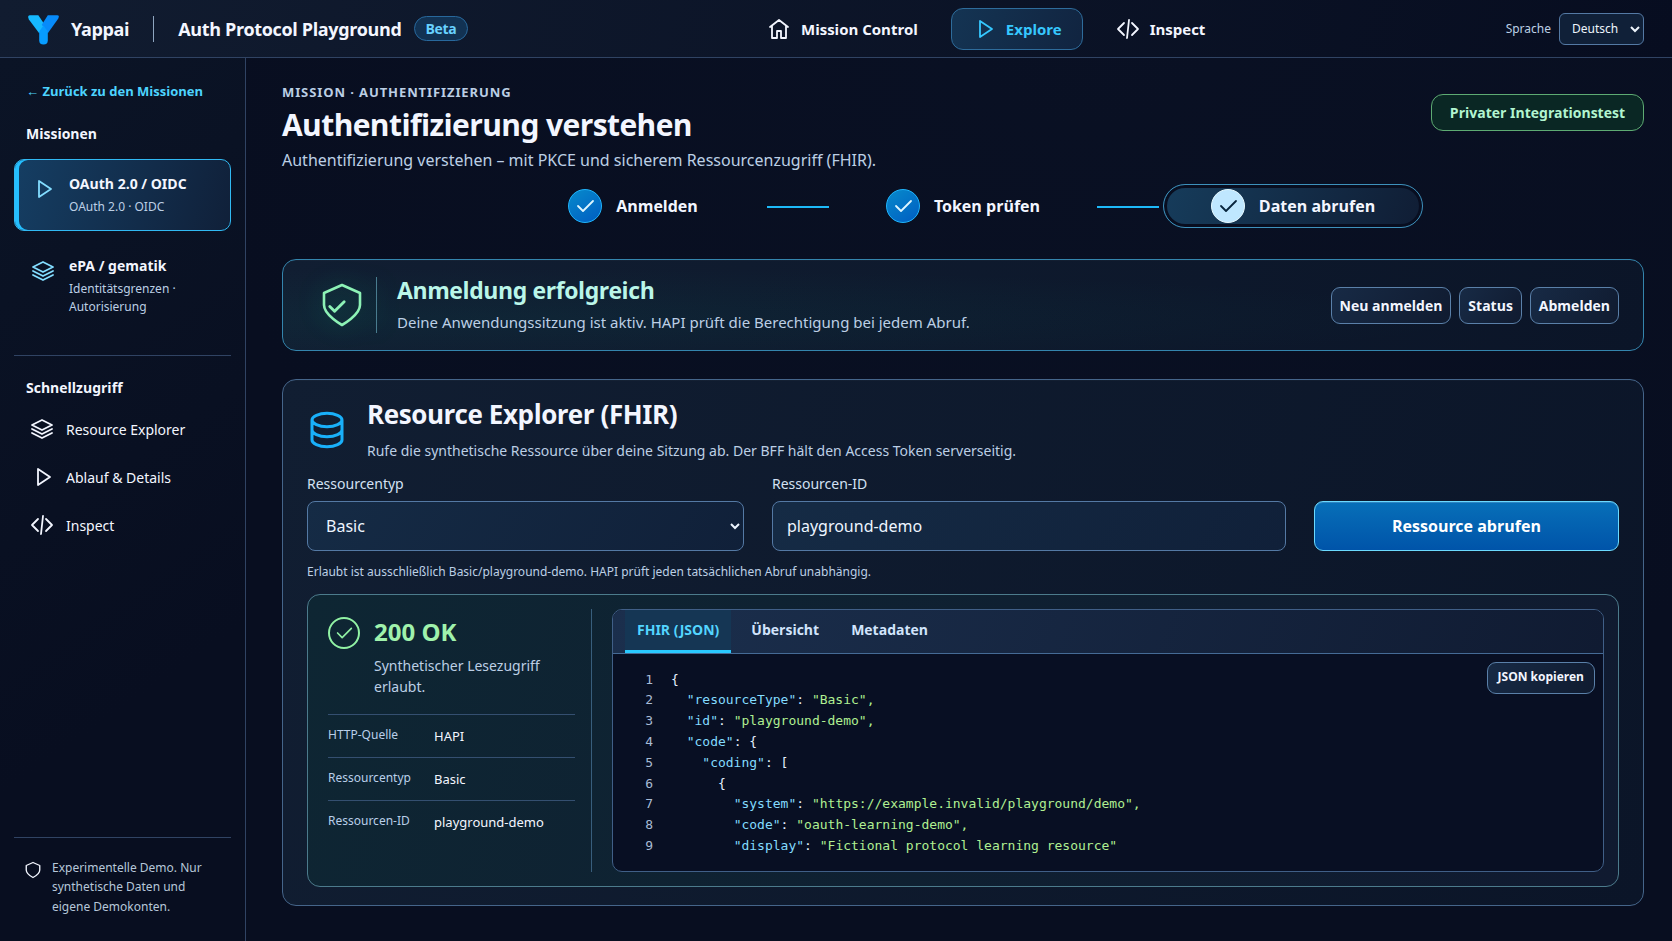 Yappai
Auth Protocol Playground
Beta
Mission Control
Explore
Inspect
Sprache
Deutsch
← Zurück zu den Missionen
Missionen
OAuth 2.0 / OIDC
OAuth 2.0 · OIDC
ePA / gematik
Identitätsgrenzen ·
Autorisierung
Schnellzugriff
Resource Explorer
Ablauf & Details
Inspect
Experimentelle Demo. Nur
synthetische Daten und
eigene Demokonten.
MISSION · AUTHENTIFIZIERUNG
Authentifizierung verstehen
Authentifizierung verstehen – mit PKCE und sicherem Ressourcenzugriff (FHIR).
Privater Integrationstest
Anmelden
Token prüfen
Daten abrufen
Anmeldung erfolgreich
Deine Anwendungssitzung ist aktiv. HAPI prüft die Berechtigung bei jedem Abruf.
Neu anmelden
Status
Abmelden
Resource Explorer (FHIR)
Rufe die synthetische Ressource über deine Sitzung ab. Der BFF hält den Access Token serverseitig.
Ressourcentyp
Basic
Ressourcen-ID
playground-demo
Ressource abrufen
Erlaubt ist ausschließlich Basic/playground-demo. HAPI prüft jeden tatsächlichen Abruf unabhängig.
200 OK
Synthetischer Lesezugriff
erlaubt.
HTTP-Quelle HAPI
Ressourcentyp Basic
Ressourcen-ID playground-demo
FHIR (JSON)
Übersicht
Metadaten
JSON kopieren
1 {
2 "resourceType": "Basic",
3 "id": "playground-demo",
4 "code": {
5 "coding": [
6 {
7 "system": "https://example.invalid/playground/demo",
8 "code": "oauth-learning-demo",
9 "display": "Fictional protocol learning resource"